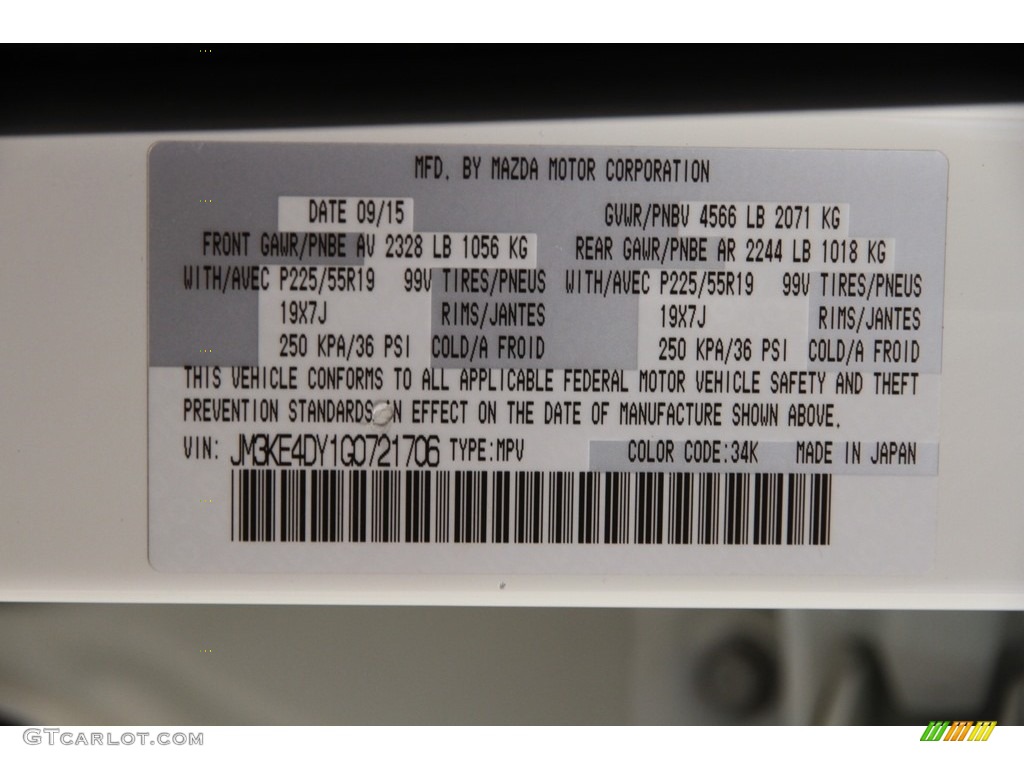 MFD. BY MAZDA MOTOR CORPORATION
DATE 09/15 GVWR/PNBV 4566 LB 2071 KG
FRONT GAWR/PNBE AV 2328 LB 1056 KG REAR GAWR/PNBE AR 2244 LB 1018 KG
WITH/AVEC P225/55R19 99V TIRES/PNEUS WITH/AVEC P225/55R19 99V TIRES/PNEUS
19X7J RIMS/JANTES 19X7J RIMS/JANTES
250 KPA/36 PSI COLD/A FROID 250 KPA/36 PSI COLD/A FROID
THIS VEHICLE CONFORMS TO ALL APPLICABLE FEDERAL MOTOR VEHICLE SAFETY AND THEFT
PREVENTION STANDARDS N EFFECT ON THE DATE OF MANUFACTURE SHOWN ABOVE.
VIN: JM3KE4DY1G0721706 TYPE:MPV COLOR CODE:34K MADE IN JAPAN
GTCarlot.com